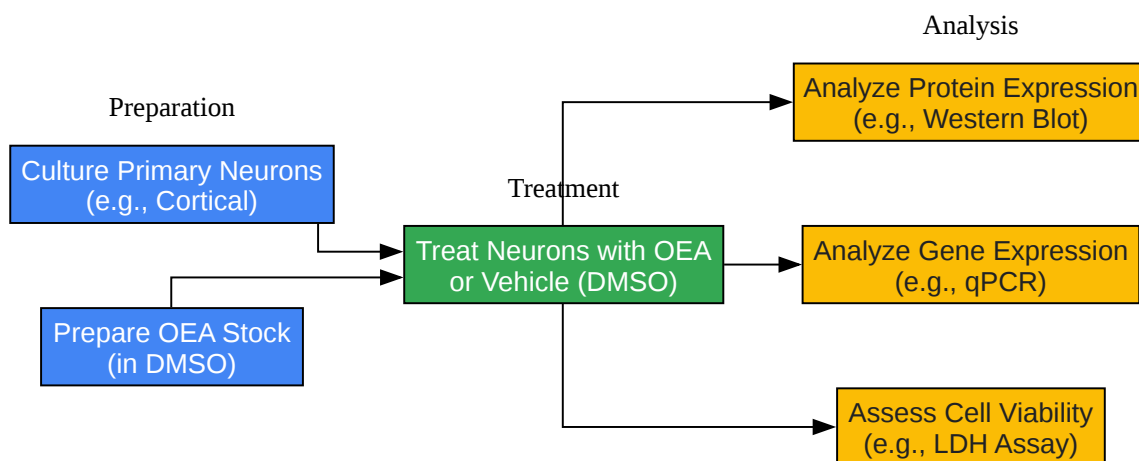 Preparation
Culture Primary Neurons
(e.g., Cortical)
Prepare OEA Stock
(in DMSO)
Treatment
Treat Neurons with OEA
or Vehicle (DMSO)
Analysis
Analyze Protein Expression
(e.g., Western Blot)
Analyze Gene Expression
(e.g., qPCR)
Assess Cell Viability
(e.g., LDH Assay)